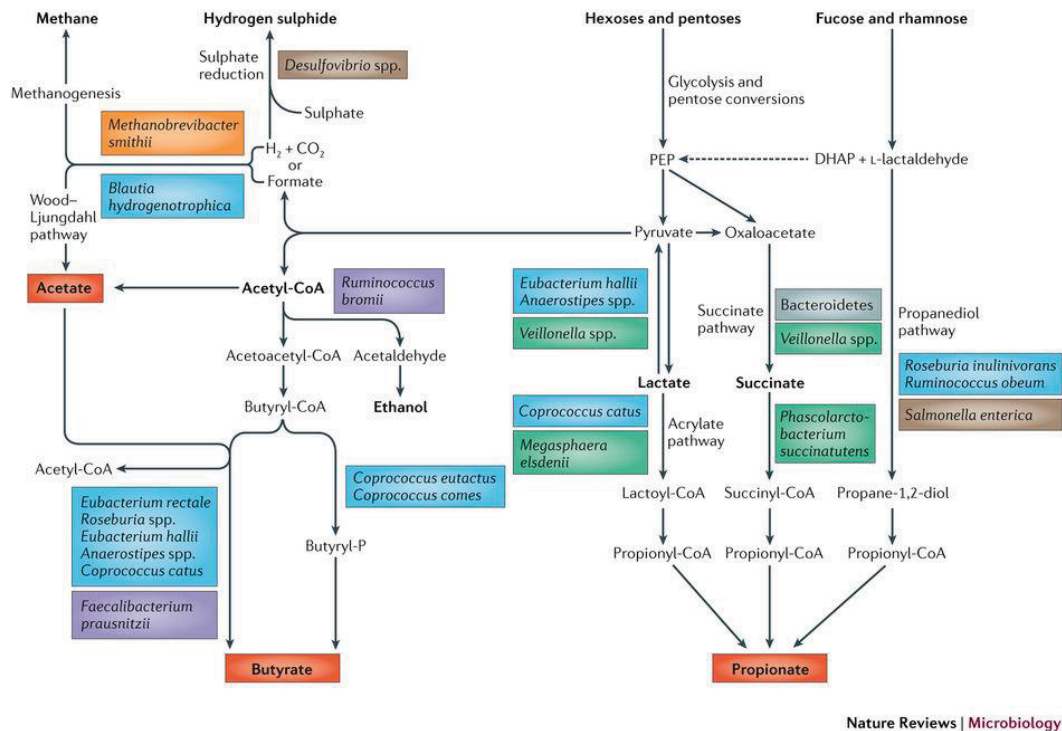 Methane
Hydrogen sulphide
Hexoses and pentoses
Fucose and rhamnose
Sulphate
reduction
Desulfovibrio spp.
Glycolysis and
pentose conversions
Methanogenesis
Sulphate
Methanobrevibacter
smithii
H₂ + CO₂
or
Formate
PEP
DHAP + L-lactaldehyde
Blautia
hydrogenotrophica
Wood–
Ljungdahl
pathway
Pyruvate
Oxaloacetate
Acetate
Acetyl-CoA
Ruminococcus
bromii
Eubacterium hallii
Anaerostipes spp.
Veillonella spp.
Succinate
pathway
Bacteroidetes
Veillonella spp.
Propanediol
pathway
Acetoacetyl-CoA
Acetaldehyde
Roseburia inulinivorans
Ruminococcus obeum
Salmonella enterica
Lactate
Succinate
Butyryl-CoA
Ethanol
Coprococcus catus
Megasphaera
elsdenii
Acrylate
pathway
Phascolarcto-
bacterium
succinatutens
Acetyl-CoA
Coprococcus eutactus
Coprococcus comes
Lactoyl-CoA
Succinyl-CoA
Propane-1,2-diol
Eubacterium rectale
Roseburia spp.
Eubacterium hallii
Anaerostipes spp.
Coprococcus catus
Faecalibacterium
prausnitzii
Butyryl-P
Propionyl-CoA
Propionyl-CoA
Propionyl-CoA
Butyrate
Propionate
Nature Reviews | Microbiology